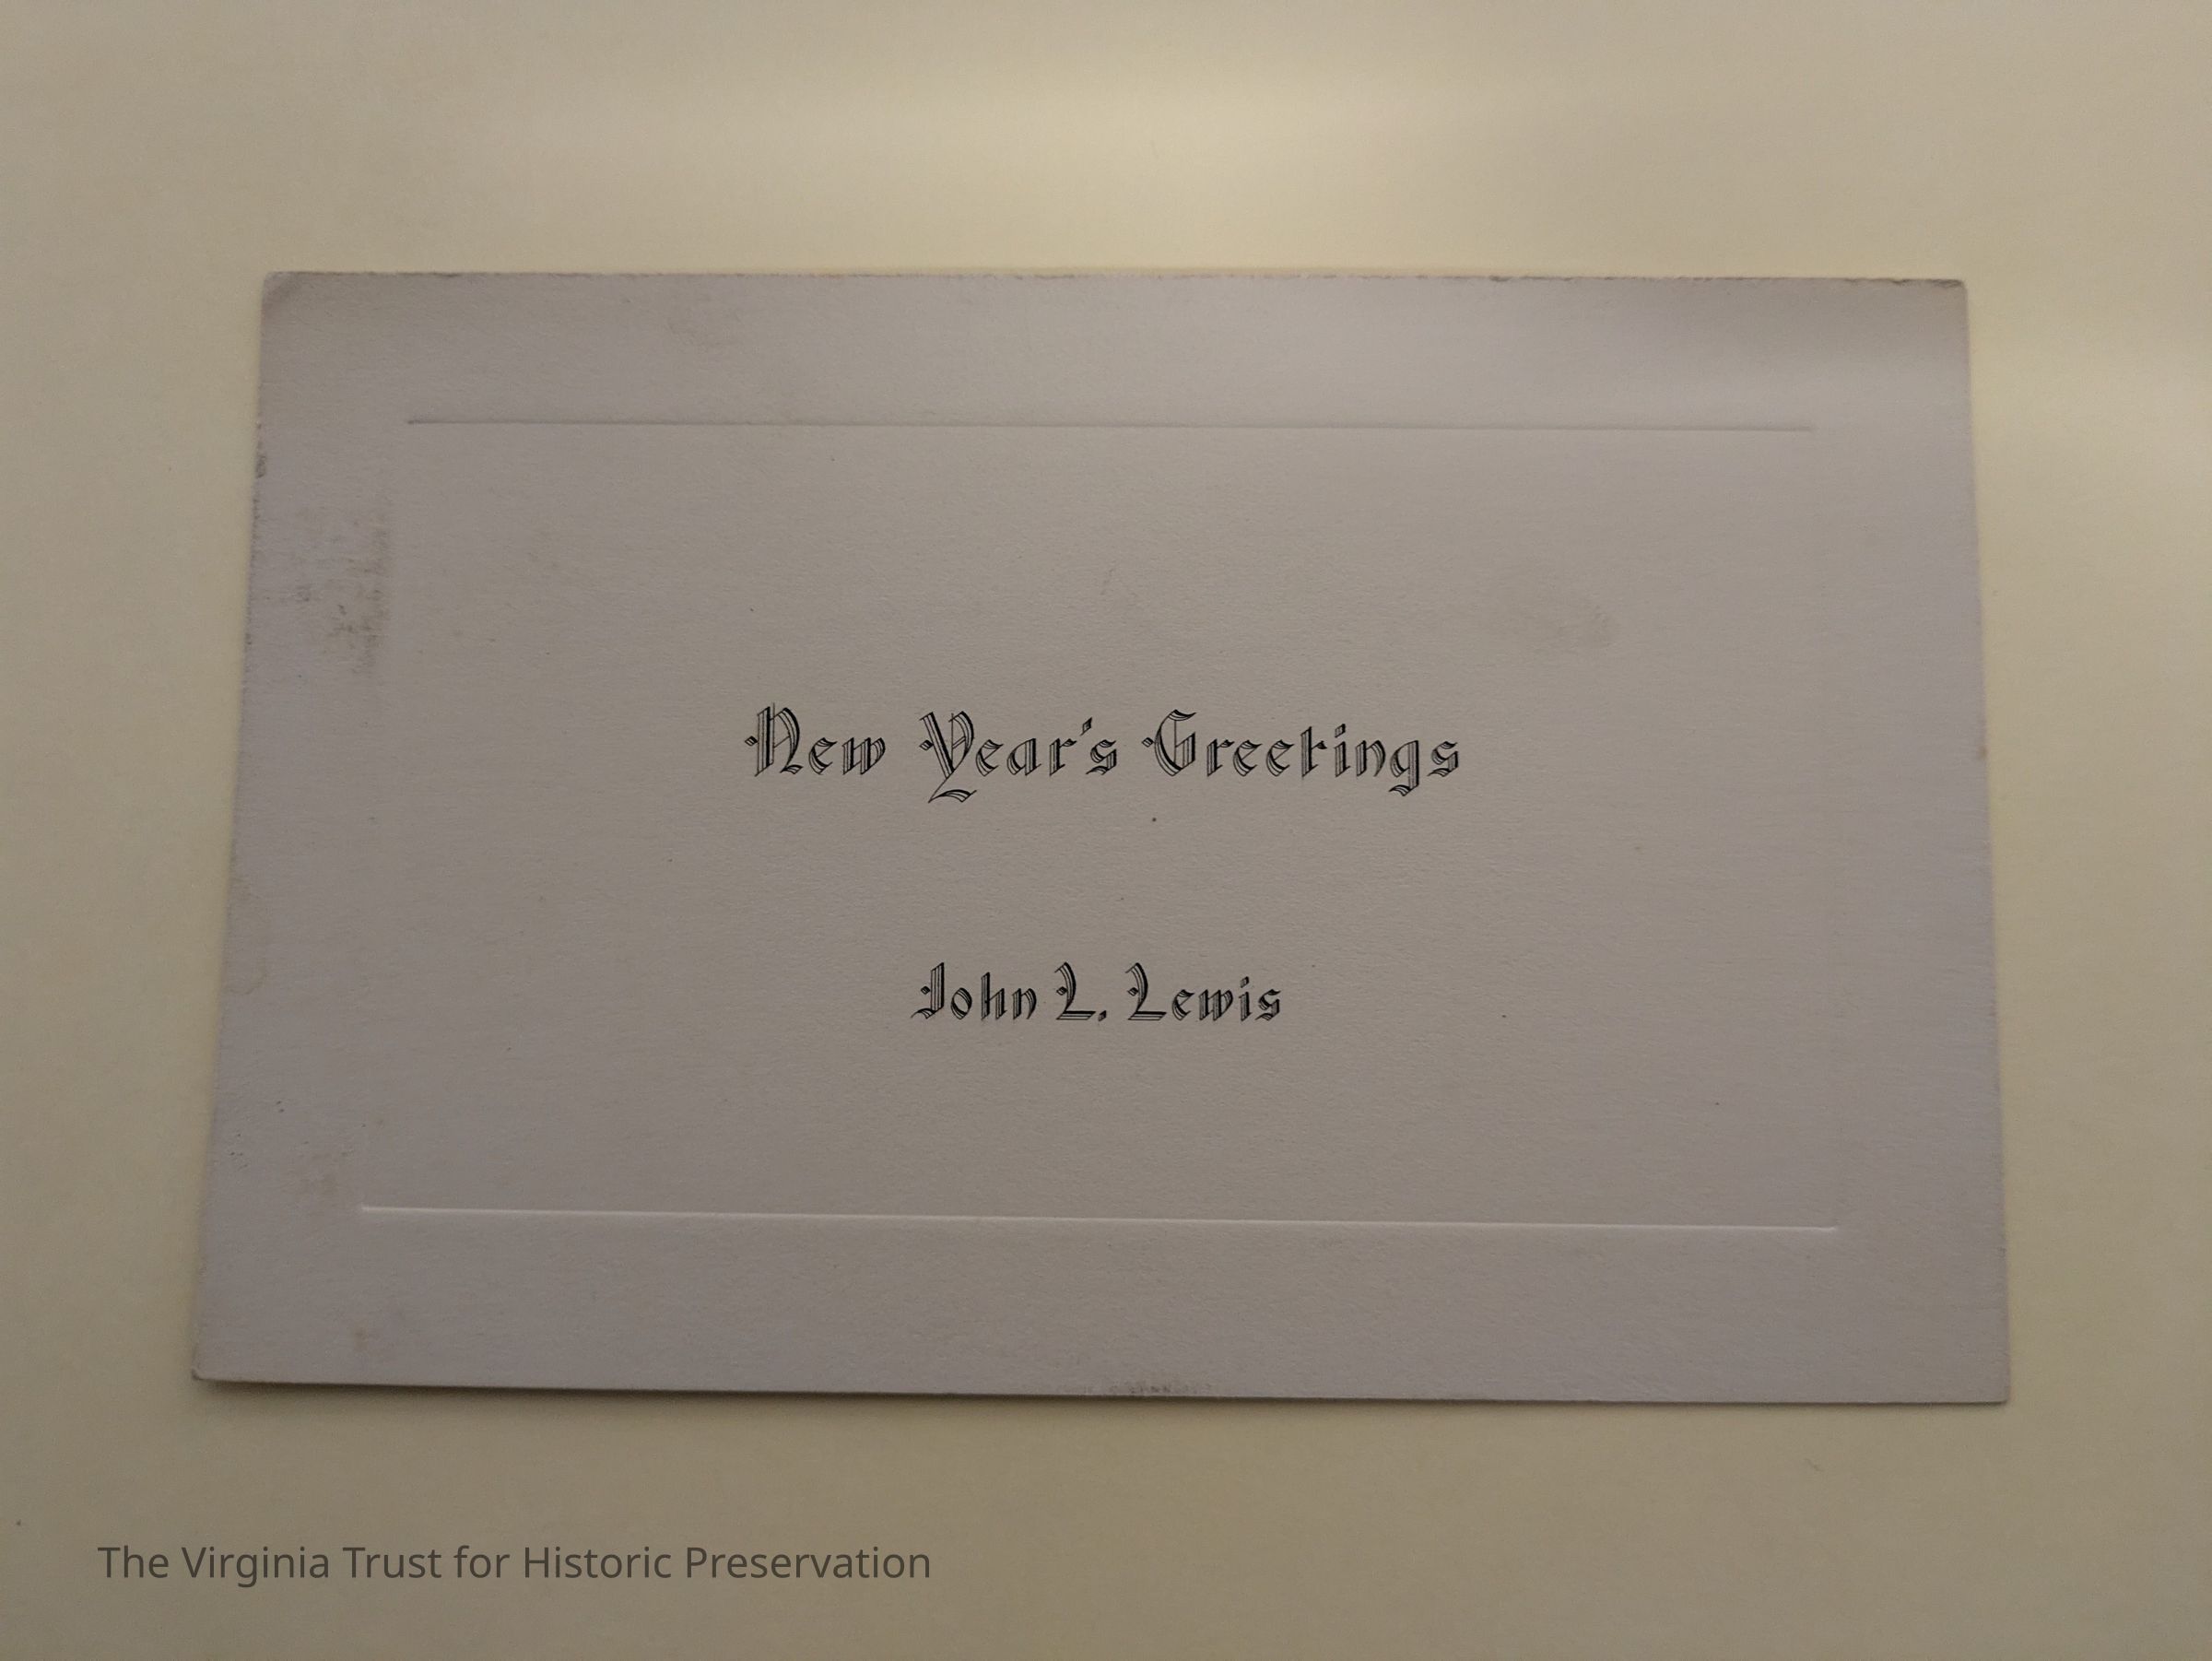 New Year's Greetings
John L. Lewis
The Virginia Trust for Historic Preservation